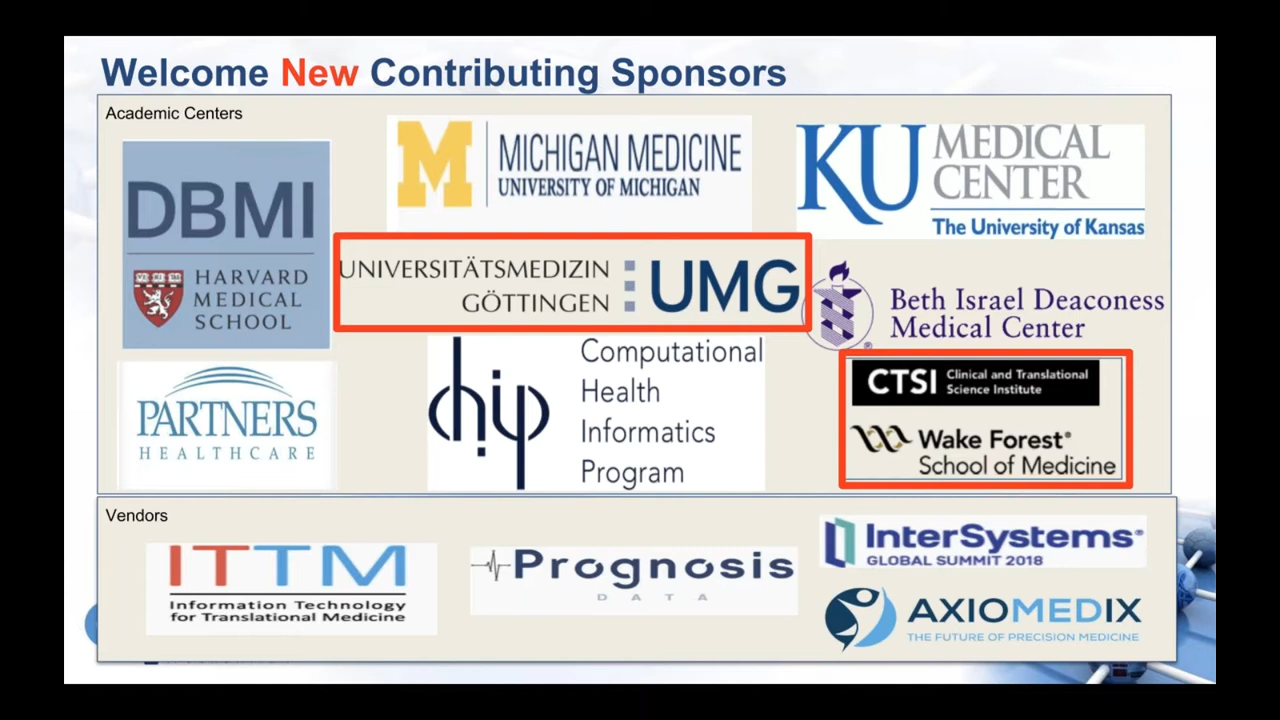 Welcome New Contributing Sponsors
Academic Centers
DBMI
HARVARD
MEDICAL
SCHOOL
M
MICHIGAN MEDICINE
UNIVERSITY OF MICHIGAN
KU
MEDICAL
CENTER
The University of Kansas
UNIVERSITÄTSMEDIZIN
GÖTTINGEN
UMG
Beth Israel Deaconess
Medical Center
PARTNERS
HEALTHCARE
chip
Computational
Health
Informatics
Program
CTSI
Clinical and Translational
Science Institute
Wake Forest®
School of Medicine
Vendors
ITTM
Information Technology
for Translational Medicine
Prognosis
DATA
InterSystems®
GLOBAL SUMMIT 2018
AXIOMEDIX
THE FUTURE OF PRECISION MEDICINE